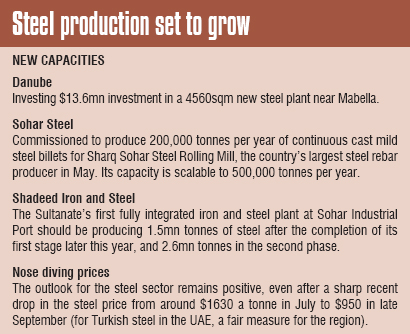 Steel production set to grow
NEW CAPACITIES
Danube
Investing $13.6mn investment in a 4560sqm new steel plant near Mabella.
Sohar Steel
Commissioned to produce 200,000 tonnes per year of continuous cast mild
steel billets for Sharq Sohar Steel Rolling Mill, the country's largest steel rebar
producer in May. Its capacity is scalable to 500,000 tonnes per year.
Shadeed Iron and Steel
The Sultanate's first fully integrated iron and steel plant at Sohar Industrial
Port should be producing 1.5mn tonnes of steel after the completion of its
first stage later this year, and 2.6mn tonnes in the second phase.
Nose diving prices
The outlook for the steel sector remains positive, even after a sharp recent
drop in the steel price from around $1630 a tonne in July to $950 in late
September (for Turkish steel in the UAE, a fair measure for the region).